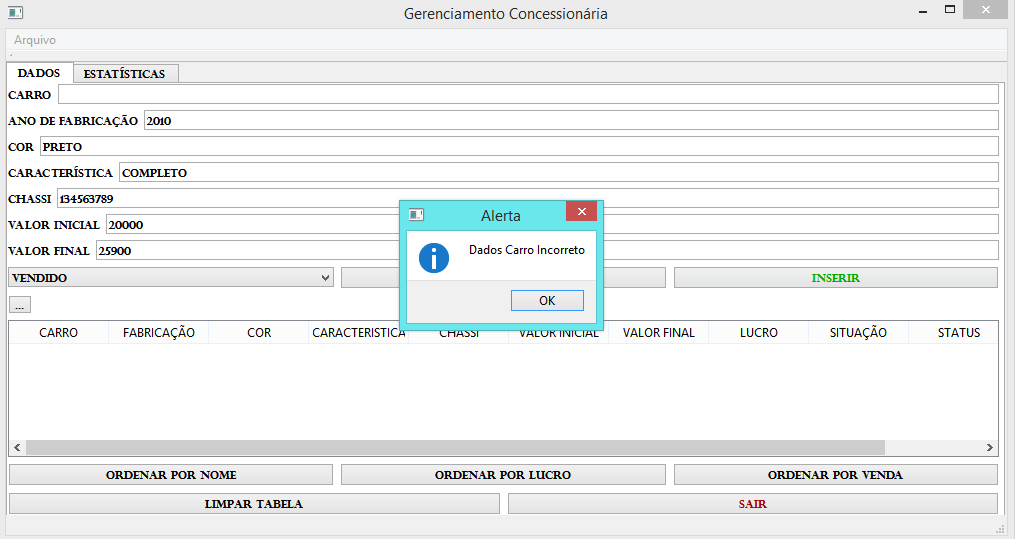 Gerenciamento Concessionária
Arquivo
DADOS ESTATÍSTICAS
CARRO
ANO DE FABRICAÇÃO 2010
COR PRETO
CARACTERÍSTICA COMPLETO
CHASSI 134563789
Alerta
VALOR INICIAL 20000
VALOR FINAL 25900
Dados Carro Incorreto
VENDIDO INSERIR
OK
...
CARRO FABRICAÇÃO COR CARACTERISTICA CHASSI VALOR INICIAL VALOR FINAL LUCRO SITUAÇÃO STATUS
ORDENAR POR NOME ORDENAR POR LUCRO ORDENAR POR VENDA
LIMPAR TABELA SAIR